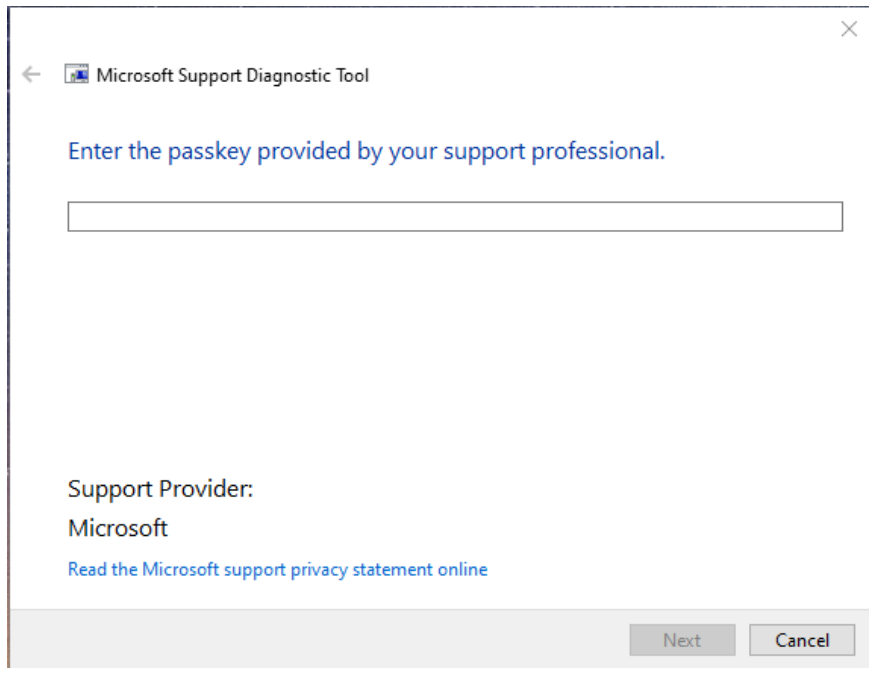 Microsoft Support Diagnostic Tool
Enter the passkey provided by your support professional.
Support Provider:
Microsoft
Read the Microsoft support privacy statement online
Next
Cancel